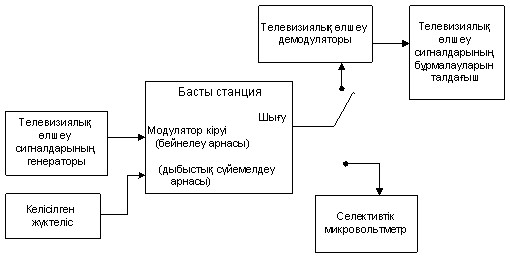 Телевизиялық өлшеу
демодуляторы
Телевизиялық
өлшеу
сигналдарының
бұрмалауларын
талдағыш
Басты станция
Шығу
Телевизиялық
өлшеу
сигналдарының
генераторы
Модулятор кіруі
(бейнелеу арнасы)
(дыбыстық сүйемелдеу
арнасы)
Келісілген
жүктеліс
Селективтік
микровольтметр